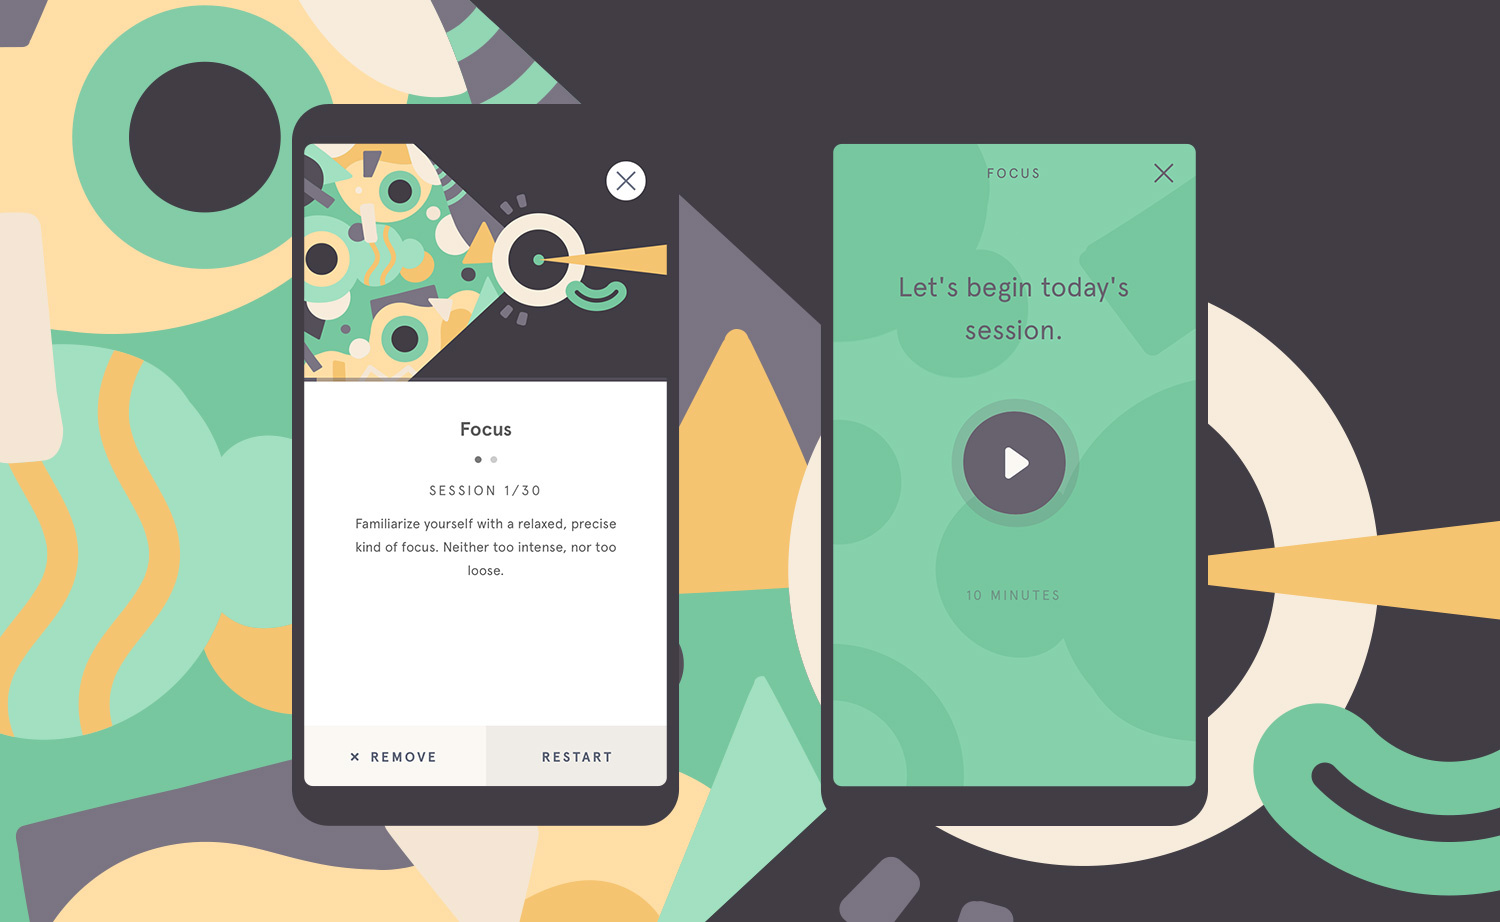 Focus
SESSION 1/30
Familiarize yourself with a relaxed, precise
kind of focus. Neither too intense, nor too
loose.
× REMOVE
RESTART
FOCUS
Let's begin today's
session.
10 MINUTES